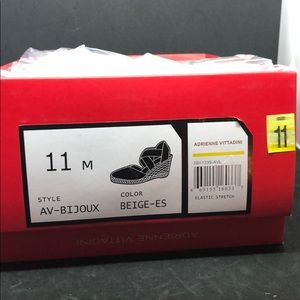 11 M
STYLE
AV-BIJOUX
COLOR
BEIGE-ES
ADRIENNE VITTADINI
ELASTIC STRETCH
11
ADRIENNE VITTADINI